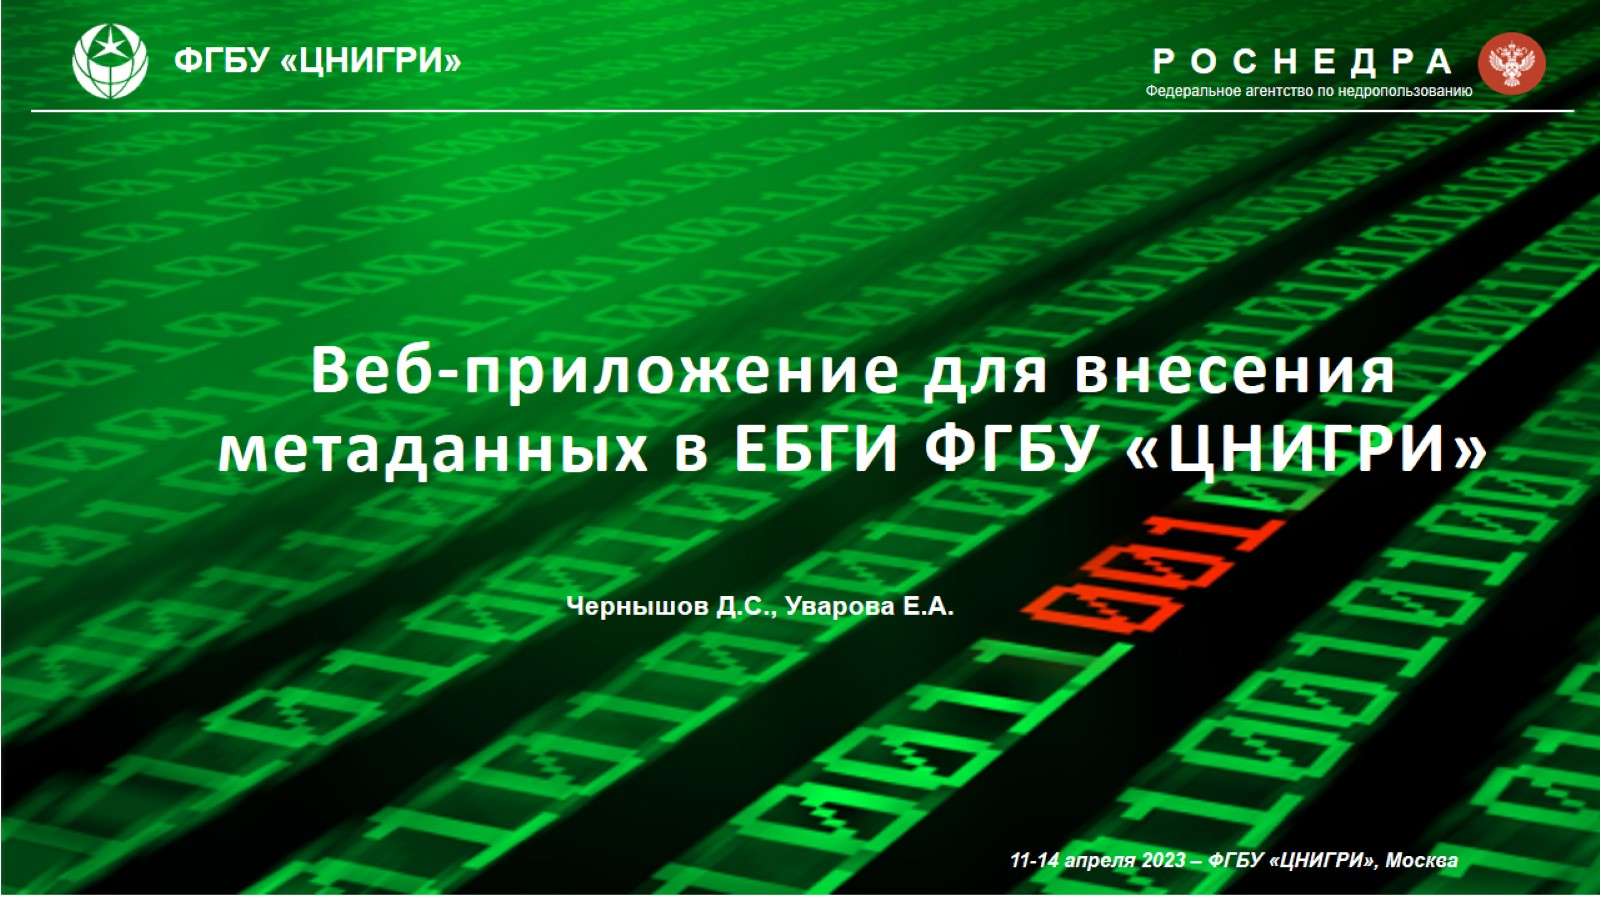 ФГБУ «ЦНИГРИ»
РОСНЕДРА
Федеральное агентство по недропользованию
Веб-приложение для внесения
метаданных в ЕБГИ ФГБУ «ЦНИГРИ»
Чернышов Д.С., Уварова Е.А.
11-14 апреля 2023 – ФГБУ «ЦНИГРИ», Москва